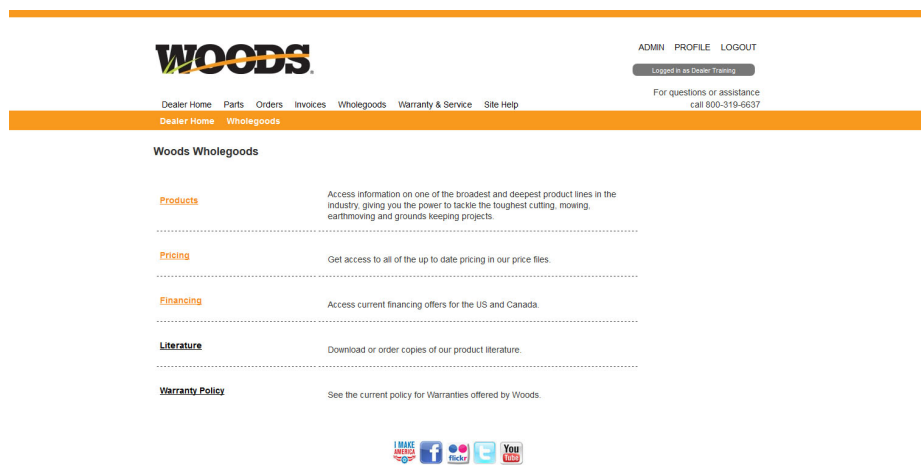 WOODS
ADMIN PROFILE LOGOUT
Logged in as Dealer Training
For questions or assistance
call 800-319-6637
Dealer Home Parts Orders Invoices Wholegoods Warranty & Service Site Help
Dealer Home Wholegoods
Woods Wholegoods
Products
Access information on one of the broadest and deepest product lines in the
industry, giving you the power to tackle the toughest cutting, mowing,
earthmoving and grounds keeping projects.
Pricing
Get access to all of the up to date pricing in our price files.
Financing
Access current financing offers for the US and Canada.
Literature
Download or order copies of our product literature.
Warranty Policy
See the current policy for Warranties offered by Woods.
I MAKE
AMERICA
f
flickr
t
You
Tube